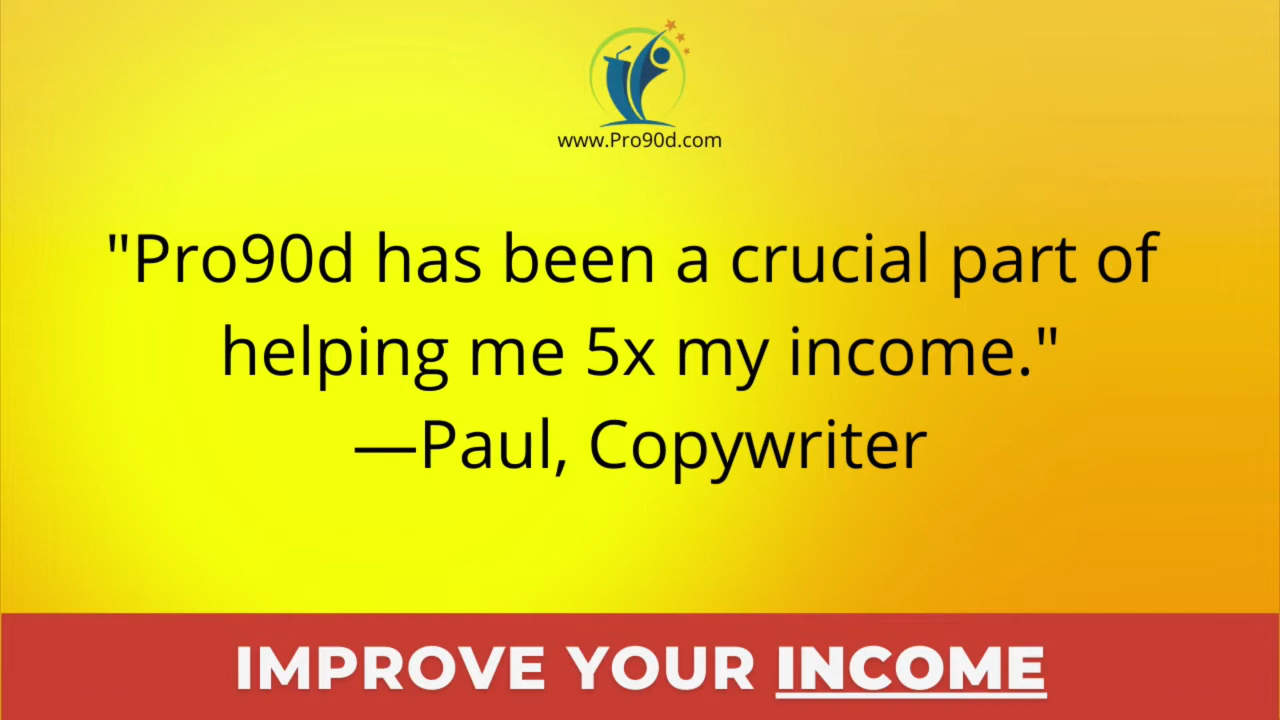 www.Pro90d.com
"Pro90d has been a crucial part of
helping me 5x my income."
—Paul, Copywriter
IMPROVE YOUR INCOME